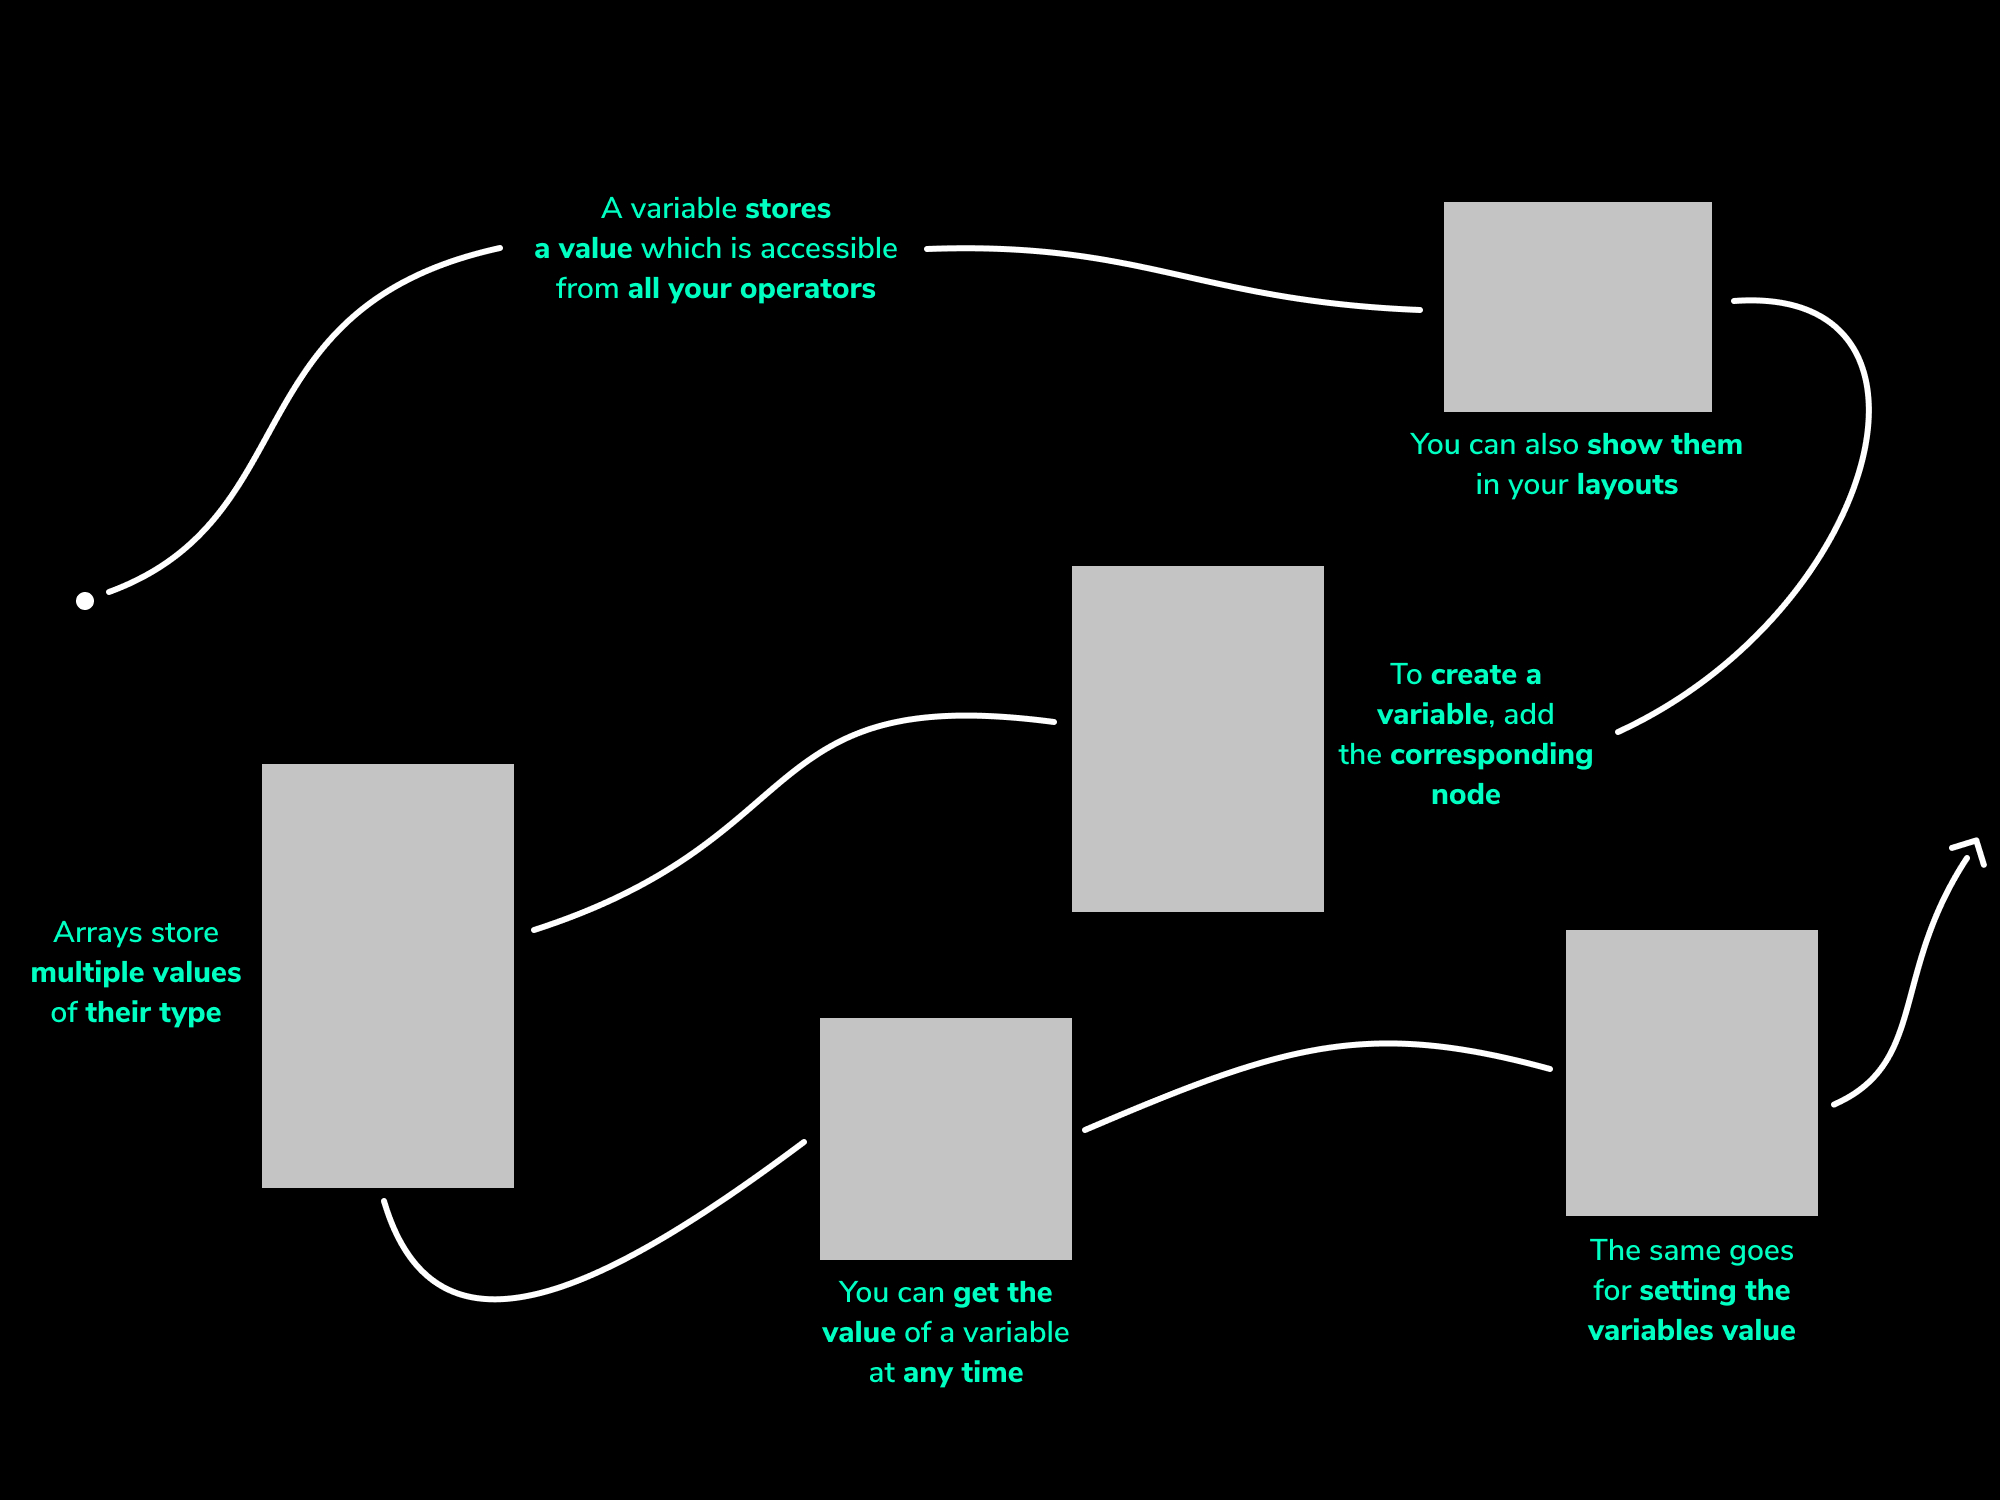 A variable stores
a value which is accessible
from all your operators
You can also show them
in your layouts
To create a
variable, add
the corresponding
node
Arrays store
multiple values
of their type
You can get the
value of a variable
at any time
The same goes
for setting the
variables value